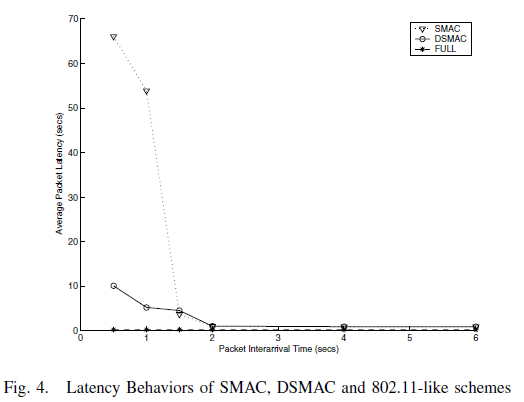 70
60
50
40
30
20
10
0
Average Packet Latency (secs)
SMAC
DSMAC
FULL
0 1 2 3 4 5 6
Packet Interarrival Time (secs)
Fig. 4. Latency Behaviors of SMAC, DSMAC and 802.11-like schemes